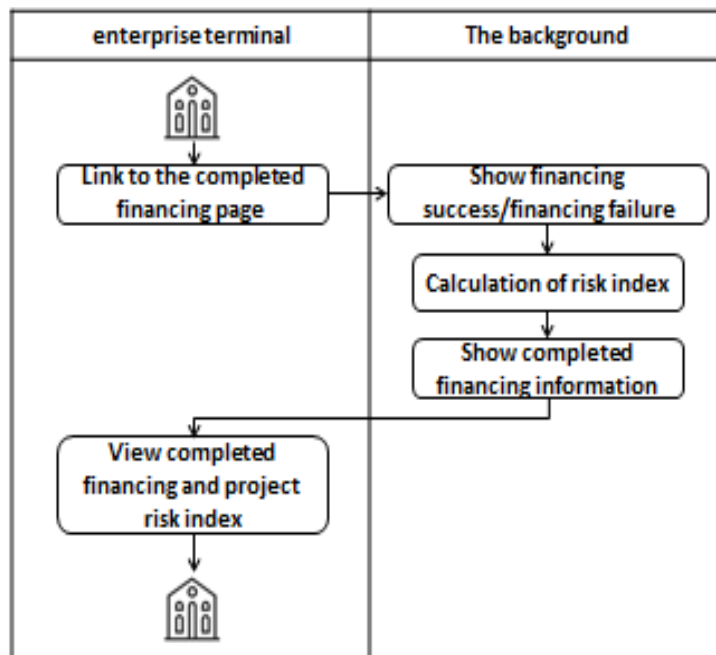 enterprise terminal
The background
Link to the completed
financing page
Show financing
success/financing failure
Calculation of risk index
Show completed
financing information
View completed
financing and project
risk index